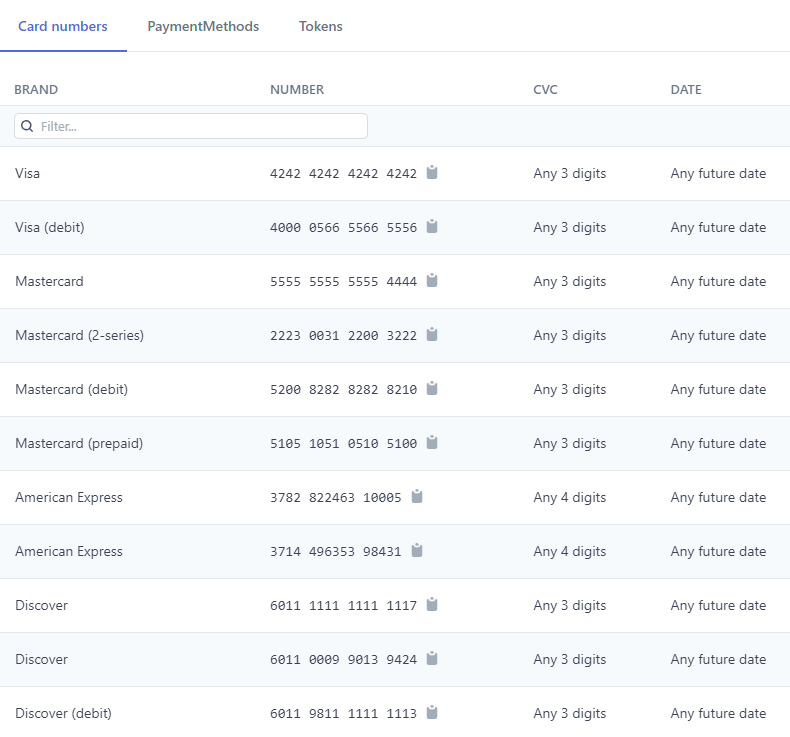 Card numbers PaymentMethods Tokens
BRAND NUMBER CVC DATE
Filter...
Visa 4242 4242 4242 4242 Any 3 digits Any future date
Visa (debit) 4000 0566 5566 5556 Any 3 digits Any future date
Mastercard 5555 5555 5555 4444 Any 3 digits Any future date
Mastercard (2-series) 2223 0031 2200 3222 Any 3 digits Any future date
Mastercard (debit) 5200 8282 8282 8210 Any 3 digits Any future date
Mastercard (prepaid) 5105 1051 0510 5100 Any 3 digits Any future date
American Express 3782 822463 10005 Any 4 digits Any future date
American Express 3714 496353 98431 Any 4 digits Any future date
Discover 6011 1111 1111 1117 Any 3 digits Any future date
Discover 6011 0009 9013 9424 Any 3 digits Any future date
Discover (debit) 6011 9811 1111 1113 Any 3 digits Any future date